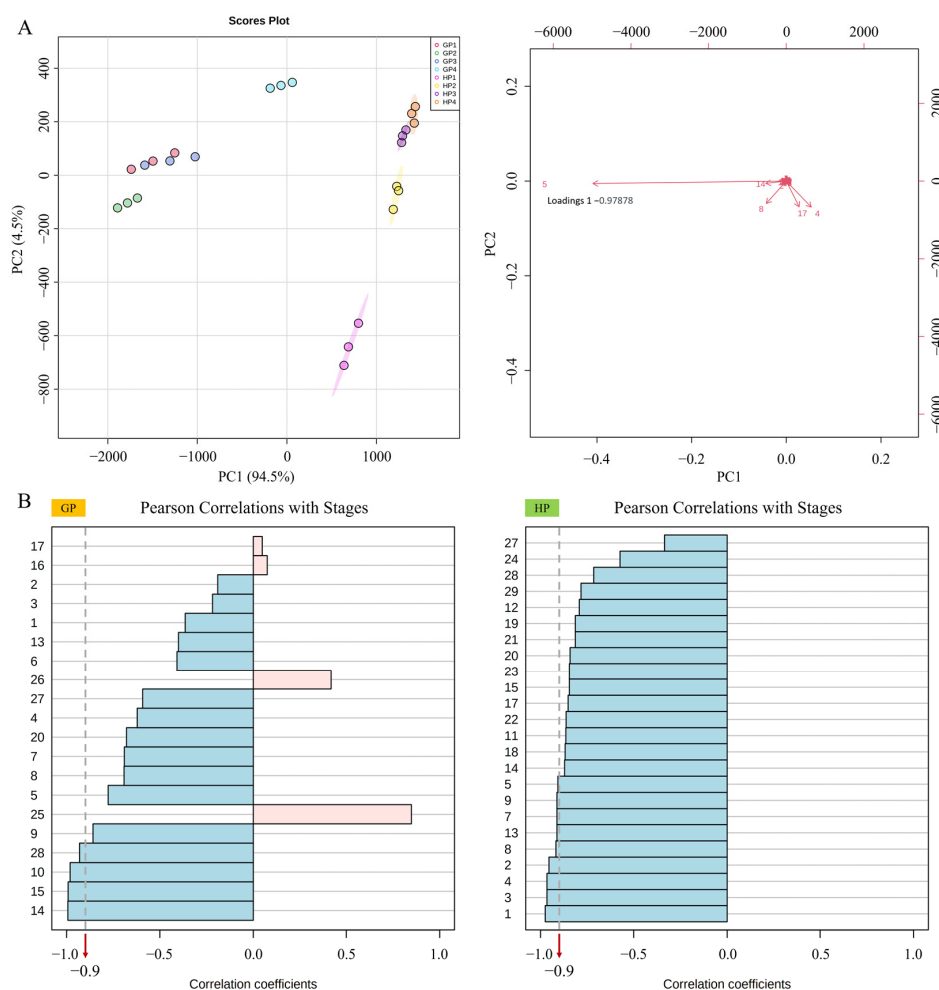 A
Scores Plot
GP1
GP2
GP3
GP4
HP1
HP2
HP3
HP4
400
200
0
−200
−400
−600
−800
PC2 (4.5%)
−2000 −1000 0 1000
PC1 (94.5%)
−6000 −4000 −2000 0 2000
0.2
0.0
−0.2
−0.4
PC2
2000
0
−2000
−4000
−6000
5
14
8
17
4
Loadings 1 −0.97878
−0.4 −0.2 0.0 0.2
PC1
B
GP
Pearson Correlations with Stages
17
16
2
3
1
13
6
26
27
4
20
7
8
5
25
9
28
10
15
14
−1.0 −0.5 0.0 0.5 1.0
−0.9
Correlation coefficients
HP
Pearson Correlations with Stages
27
24
28
29
12
19
21
20
23
15
17
22
11
18
14
5
9
7
13
8
2
4
3
1
−1.0 −0.5 0.0 0.5 1.0
−0.9
Correlation coefficients